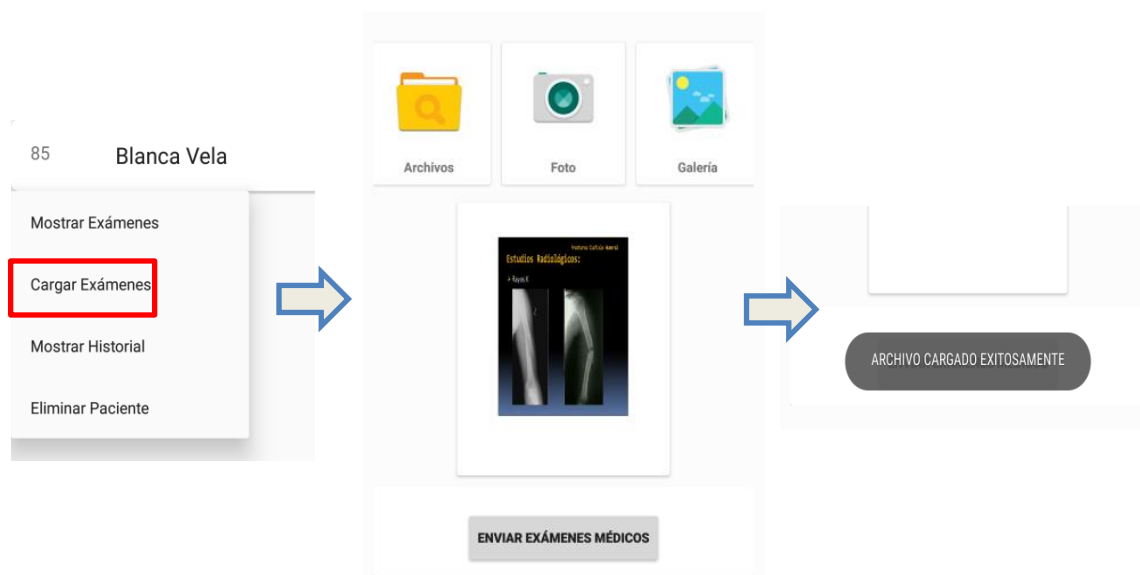 85 Blanca Vela
Mostrar Exámenes
Cargar Exámenes
Mostrar Historial
Eliminar Paciente
Archivos
Foto
Galería
Estudios Radiológicos:
Rayos X
ENVIAR EXÁMENES MÉDICOS
ARCHIVO CARGADO EXITOSAMENTE